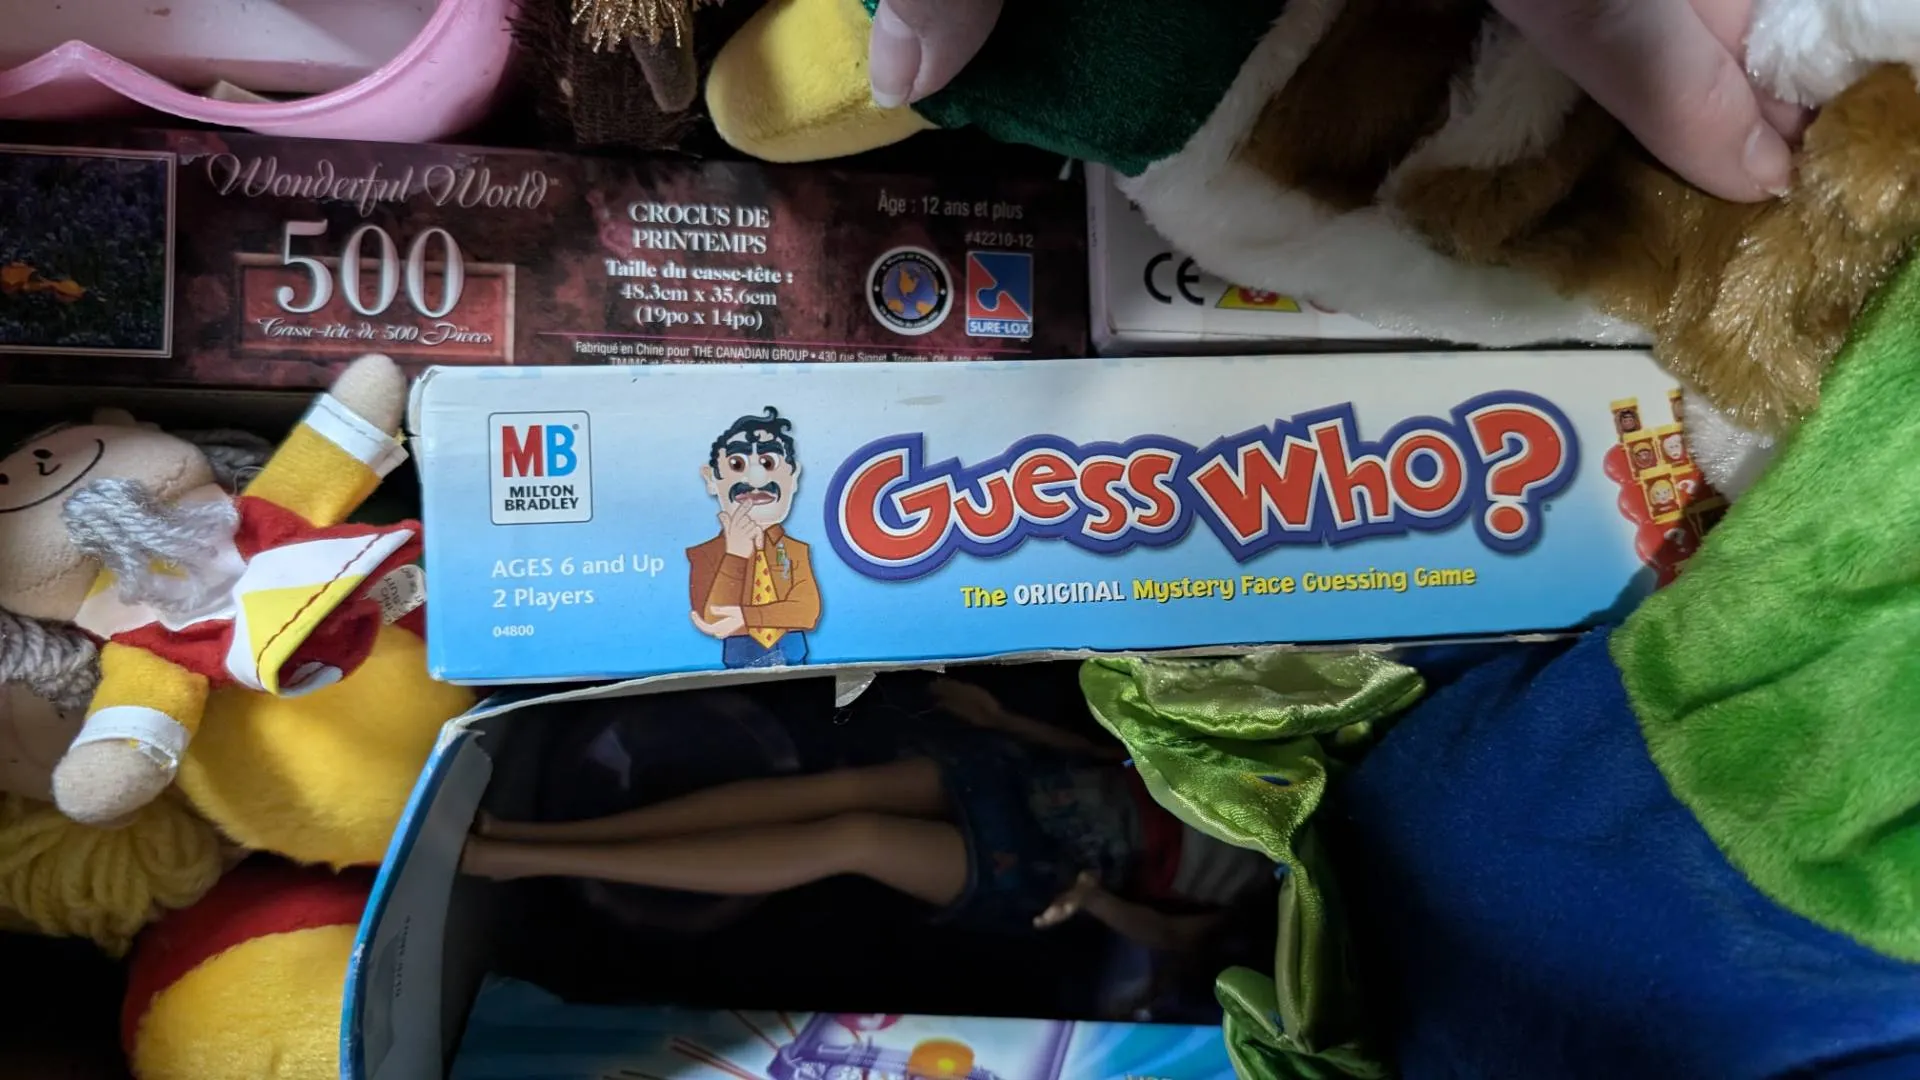 Wonderful World
500
Casse-tête de 500 Pièces
CROCUS DE
PRINTEMPS
Taille du casse-tête :
48,3cm x 35,6cm
(19po x 14po)
Âge : 12 ans et plus
#42210-12
SURE-LOX
Fabriqué en Chine pour THE CANADIAN GROUP • 430 rue Signet, Toronto, ON,
CE
MB
MILTON
BRADLEY
AGES 6 and Up
2 Players
04800
Guess Who?
The ORIGINAL Mystery Face Guessing Game